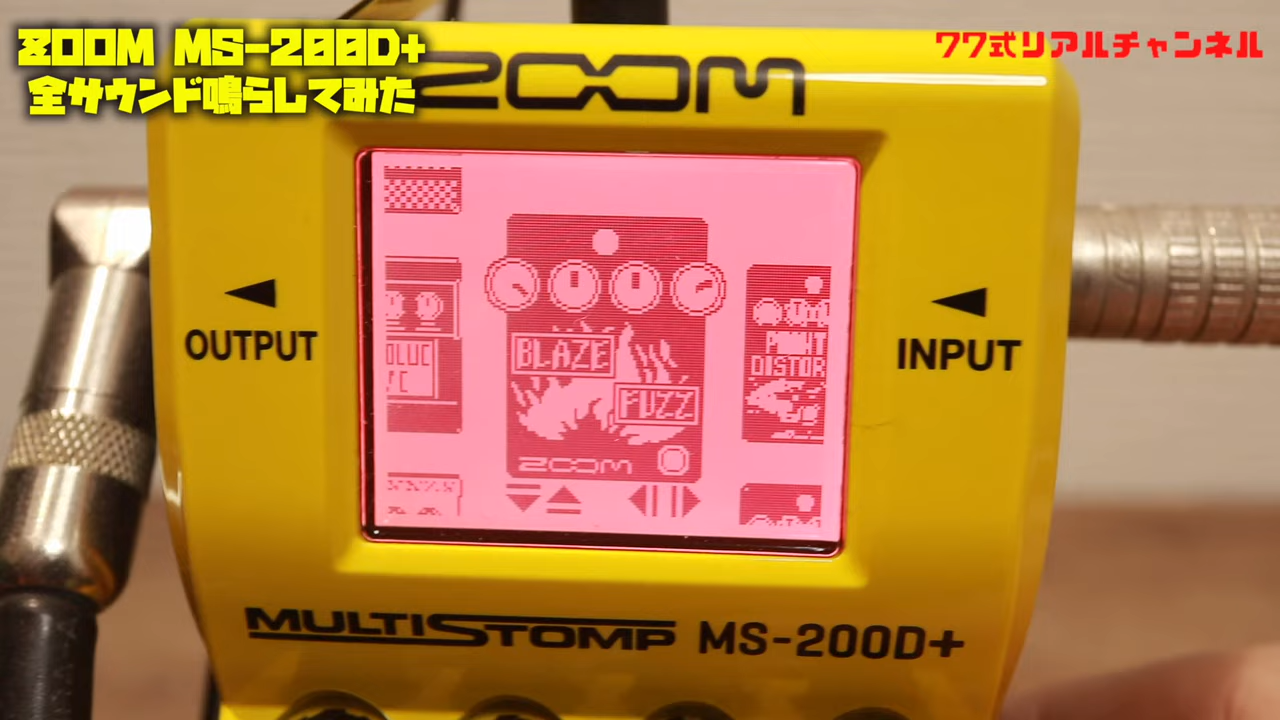 ZOOM MS-200D+
全サウンド鳴らしてみた
77式リアルチャンネル
ZOOM
OUTPUT
INPUT
BLAZE
FUZZ
ZOOM
DISTOR
MULTISTOMP MS-200D+